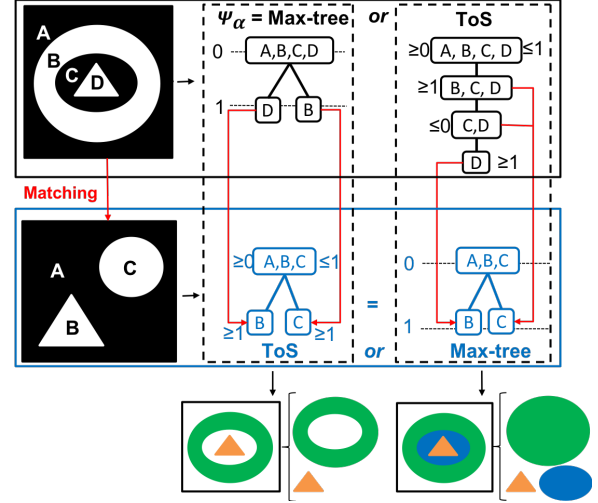 Ψα = Max-tree or ToS
A
B
C
D
0
A,B,C,D
1
D
B
≥0 A, B, C, D ≤1
≥1 B, C, D
≤0 C,D
D ≥1
Matching
A
C
B
≥0 A,B,C ≤1
B
C
≥1
≥1
=
0
A,B,C
1
B
C
ToS or Max-tree